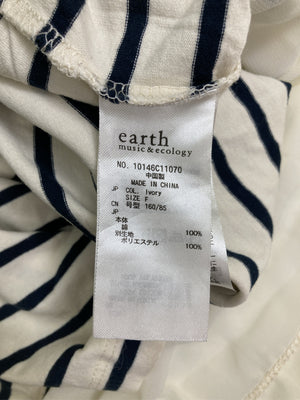 earth
music & ecology
NO. 10146C11070
中国製
MADE IN CHINA
JP COL. Ivory
JP SIZE F
CN 号型 160/85
JP
本体
綿 100%
別生地
ポリエステル 100%